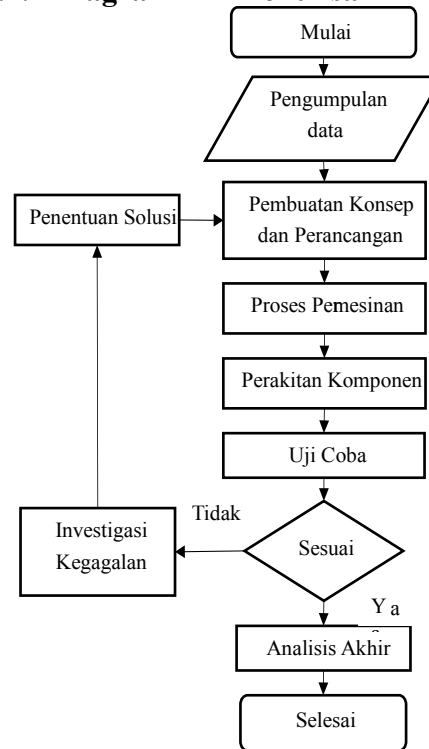 Mulai
Pengumpulan
data
Penentuan Solusi
Pembuatan Konsep
dan Perancangan
Proses Pemesinan
Perakitan Komponen
Uji Coba
Tidak
Investigasi
Kegagalan
Sesuai
Y a
Analisis Akhir
Selesai